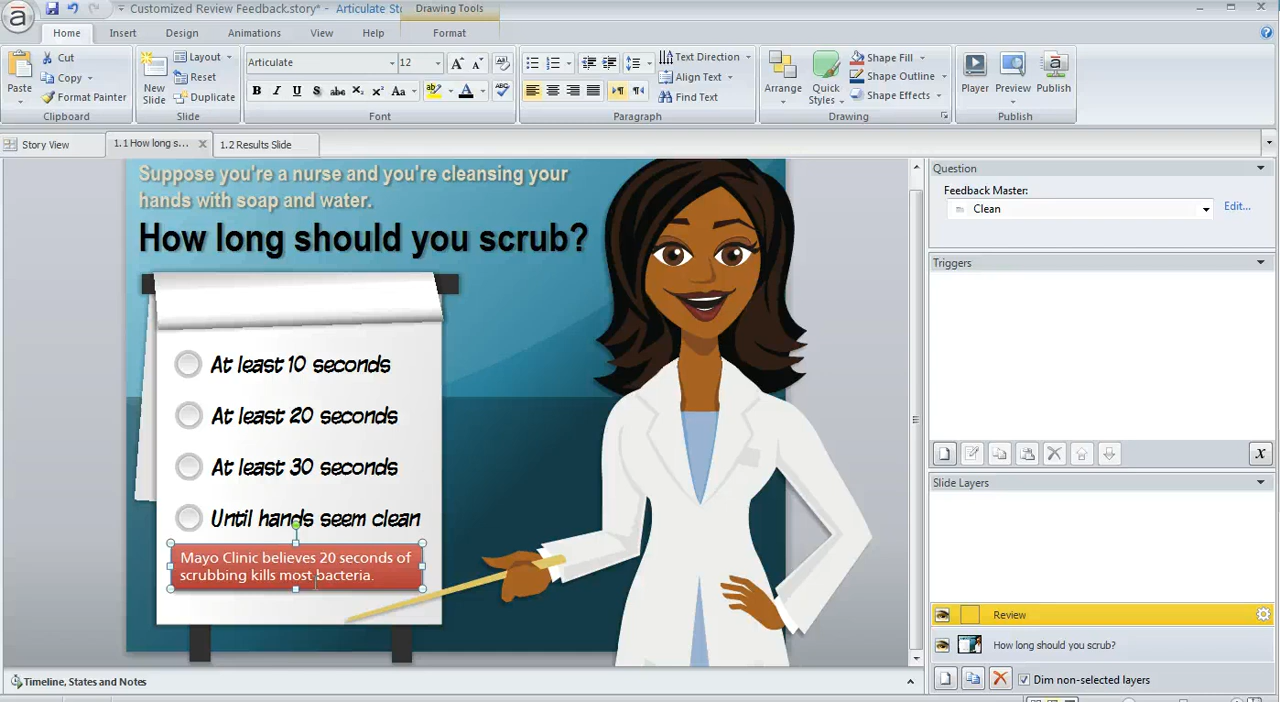 Customized Review Feedback.story* - Articulate Sto
Drawing Tools
Home
Insert
Design
Animations
View
Help
Format
Paste
Cut
Copy
Format Painter
Clipboard
New Slide
Layout
Reset
Duplicate
Slide
Articulate
12
Font
Text Direction
Align Text
Find Text
Paragraph
Arrange
Quick Styles
Shape Fill
Shape Outline
Shape Effects
Drawing
Player
Preview
Publish
Publish
Story View
1.1 How long s...
1.2 Results Slide
Suppose you're a nurse and you're cleansing your
hands with soap and water.
How long should you scrub?
At least 10 seconds
At least 20 seconds
At least 30 seconds
Until hands seem clean
Mayo Clinic believes 20 seconds of
scrubbing kills most bacteria.
Question
Feedback Master:
Clean
Edit...
Triggers
Slide Layers
Review
How long should you scrub?
Dim non-selected layers
Timeline, States and Notes